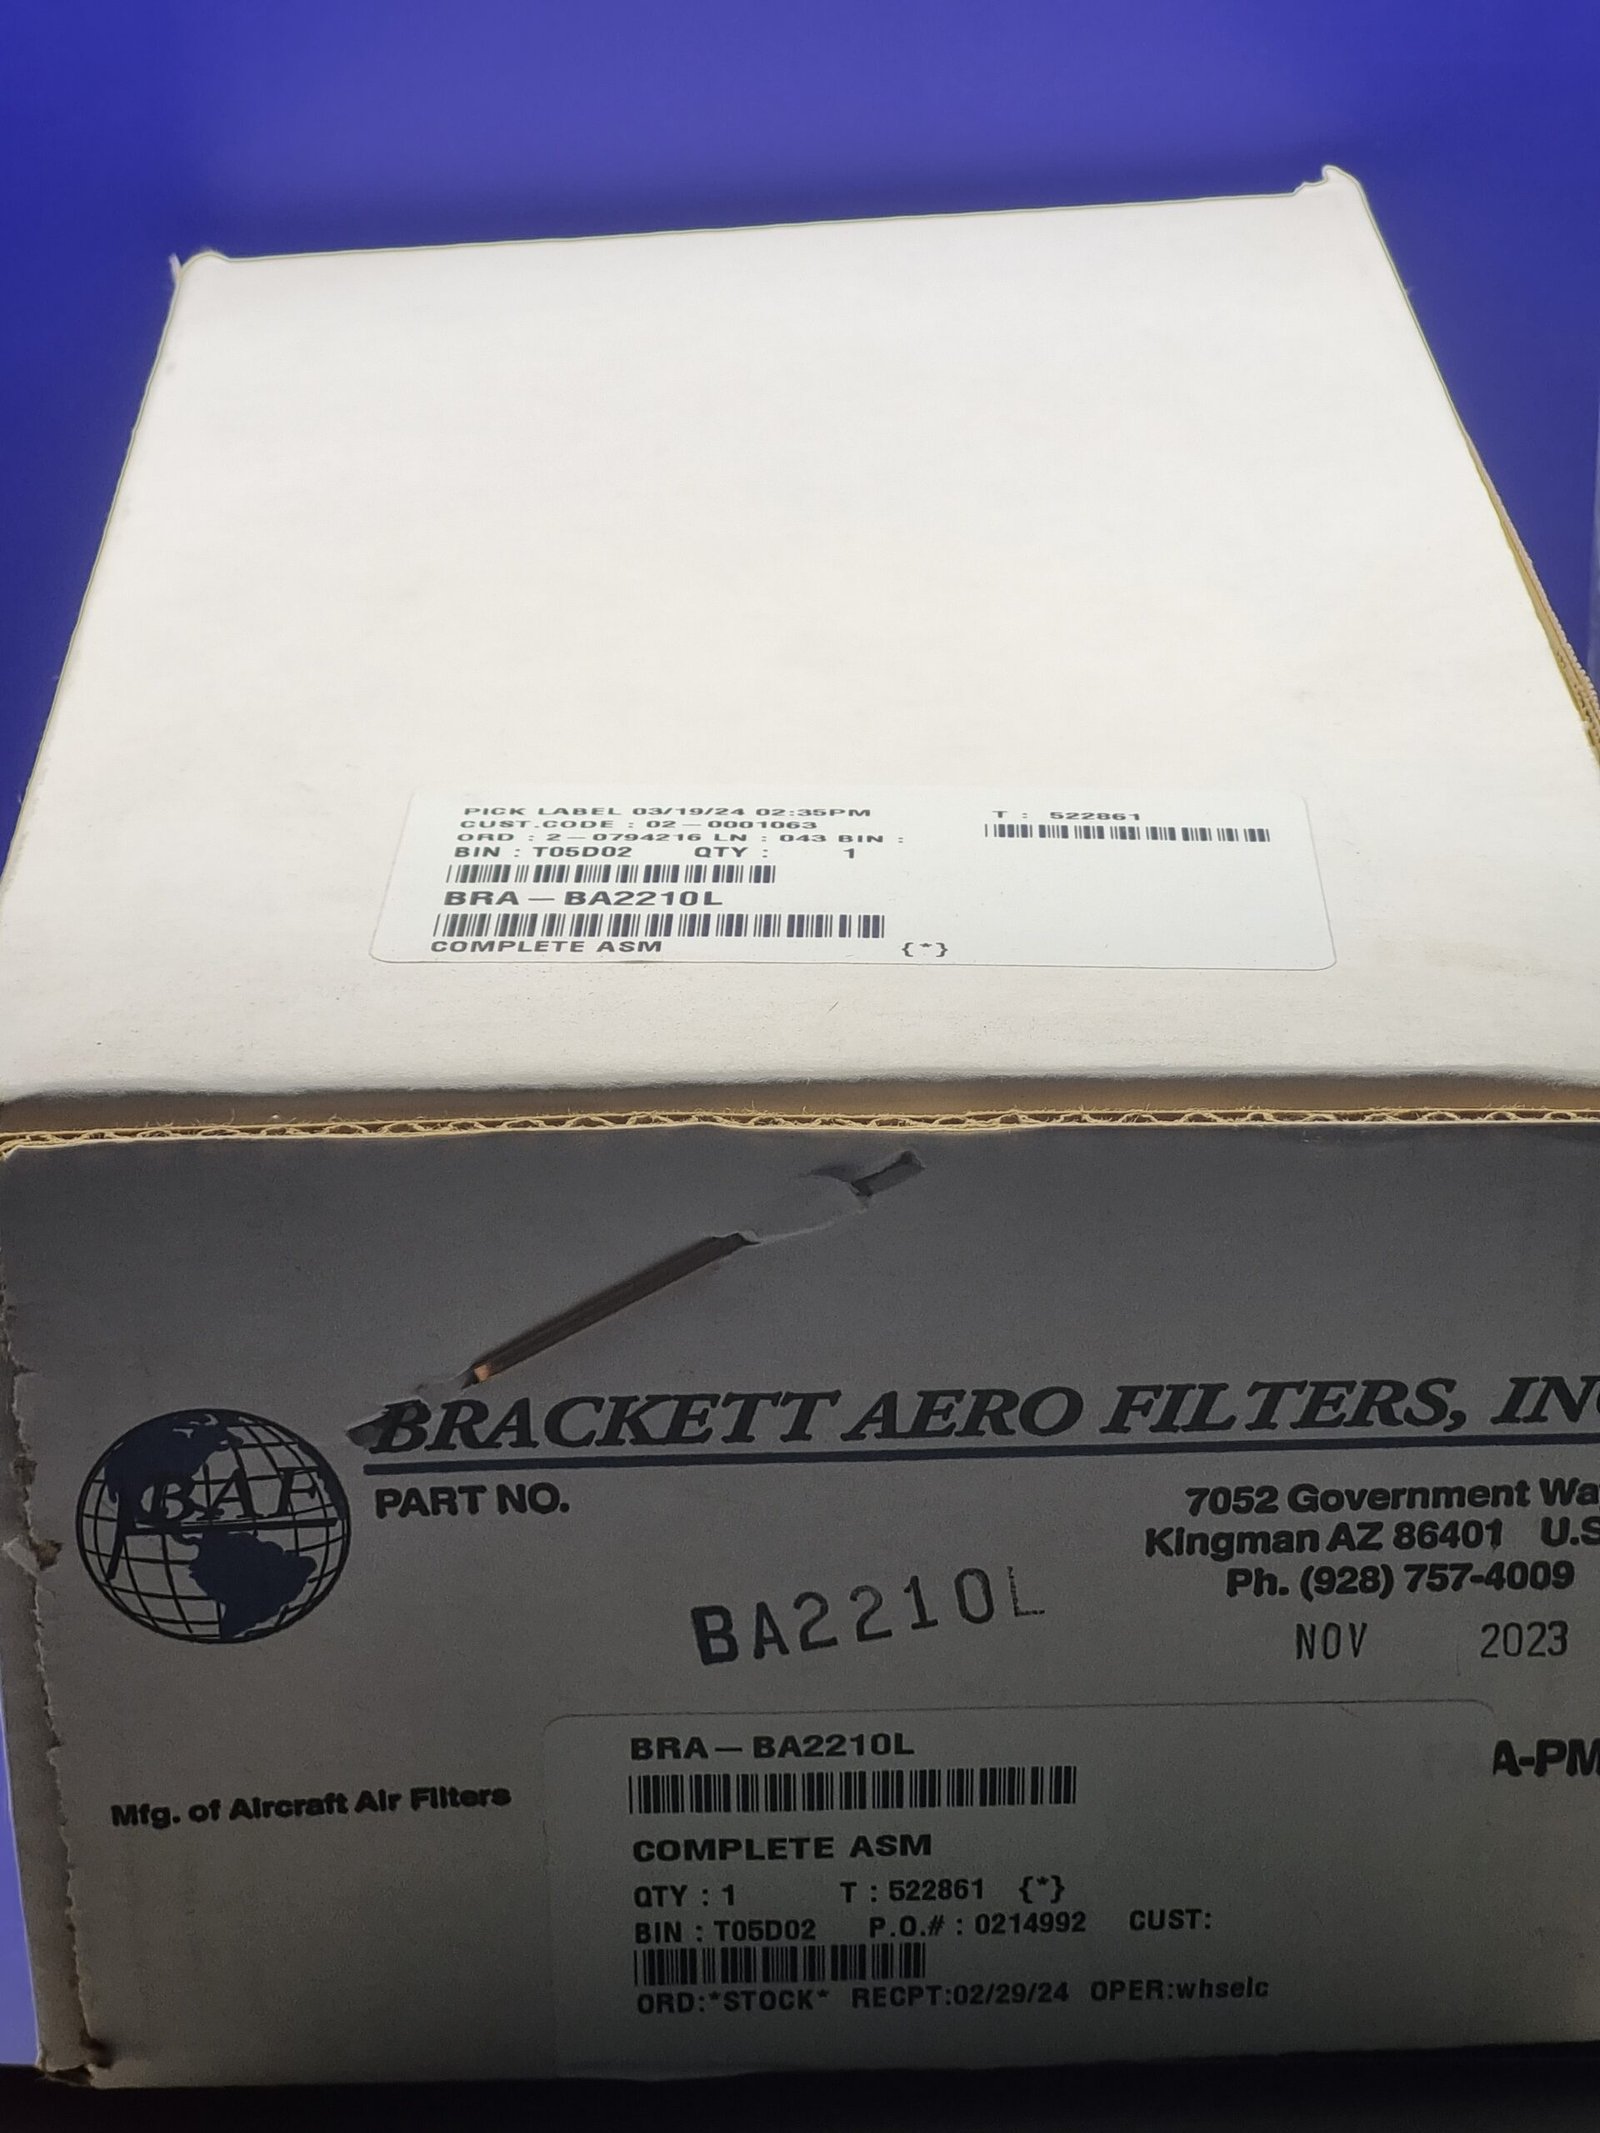 PICK LABEL 03/19/24 02:35PM
T : 522861
CUST.CODE : 02-0001063
ORD : 2-0794216 LN : 043 BIN :
BIN : T05D02 QTY : 1
BRA-BA2210L
COMPLETE ASM {*}
BRACKETT AERO FILTERS,
BAF
PART NO.
7052 Government
Kingman AZ 86401
Ph. (928) 757-4009
BA2210L
NOV 2023
BRA-BA2210L
Mfg. of Aircraft Air Filters
COMPLETE ASM
QTY : 1 T : 522861 {*}
BIN : T05D02 P.O.# : 0214992 CUST:
ORD:*STOCK* RECPT:02/29/24 OPER:whselc